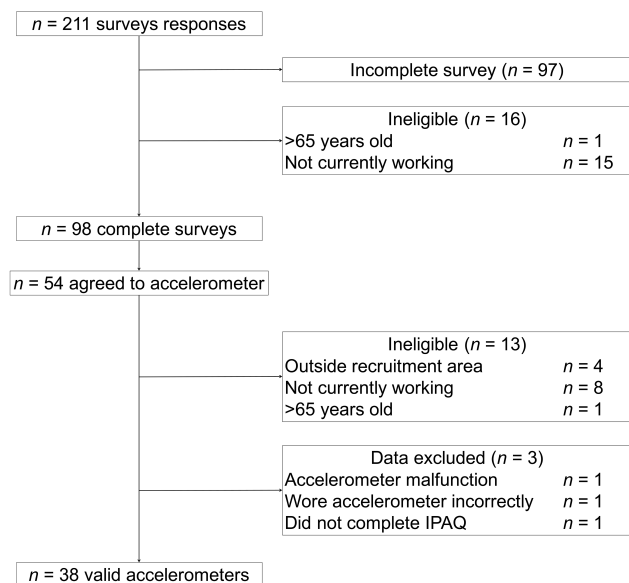 n = 211 surveys responses
Incomplete survey (n = 97)
Ineligible (n = 16)
>65 years old n = 1
Not currently working n = 15
n = 98 complete surveys
n = 54 agreed to accelerometer
Ineligible (n = 13)
Outside recruitment area n = 4
Not currently working n = 8
>65 years old n = 1
Data excluded (n = 3)
Accelerometer malfunction n = 1
Wore accelerometer incorrectly n = 1
Did not complete IPAQ n = 1
n = 38 valid accelerometers